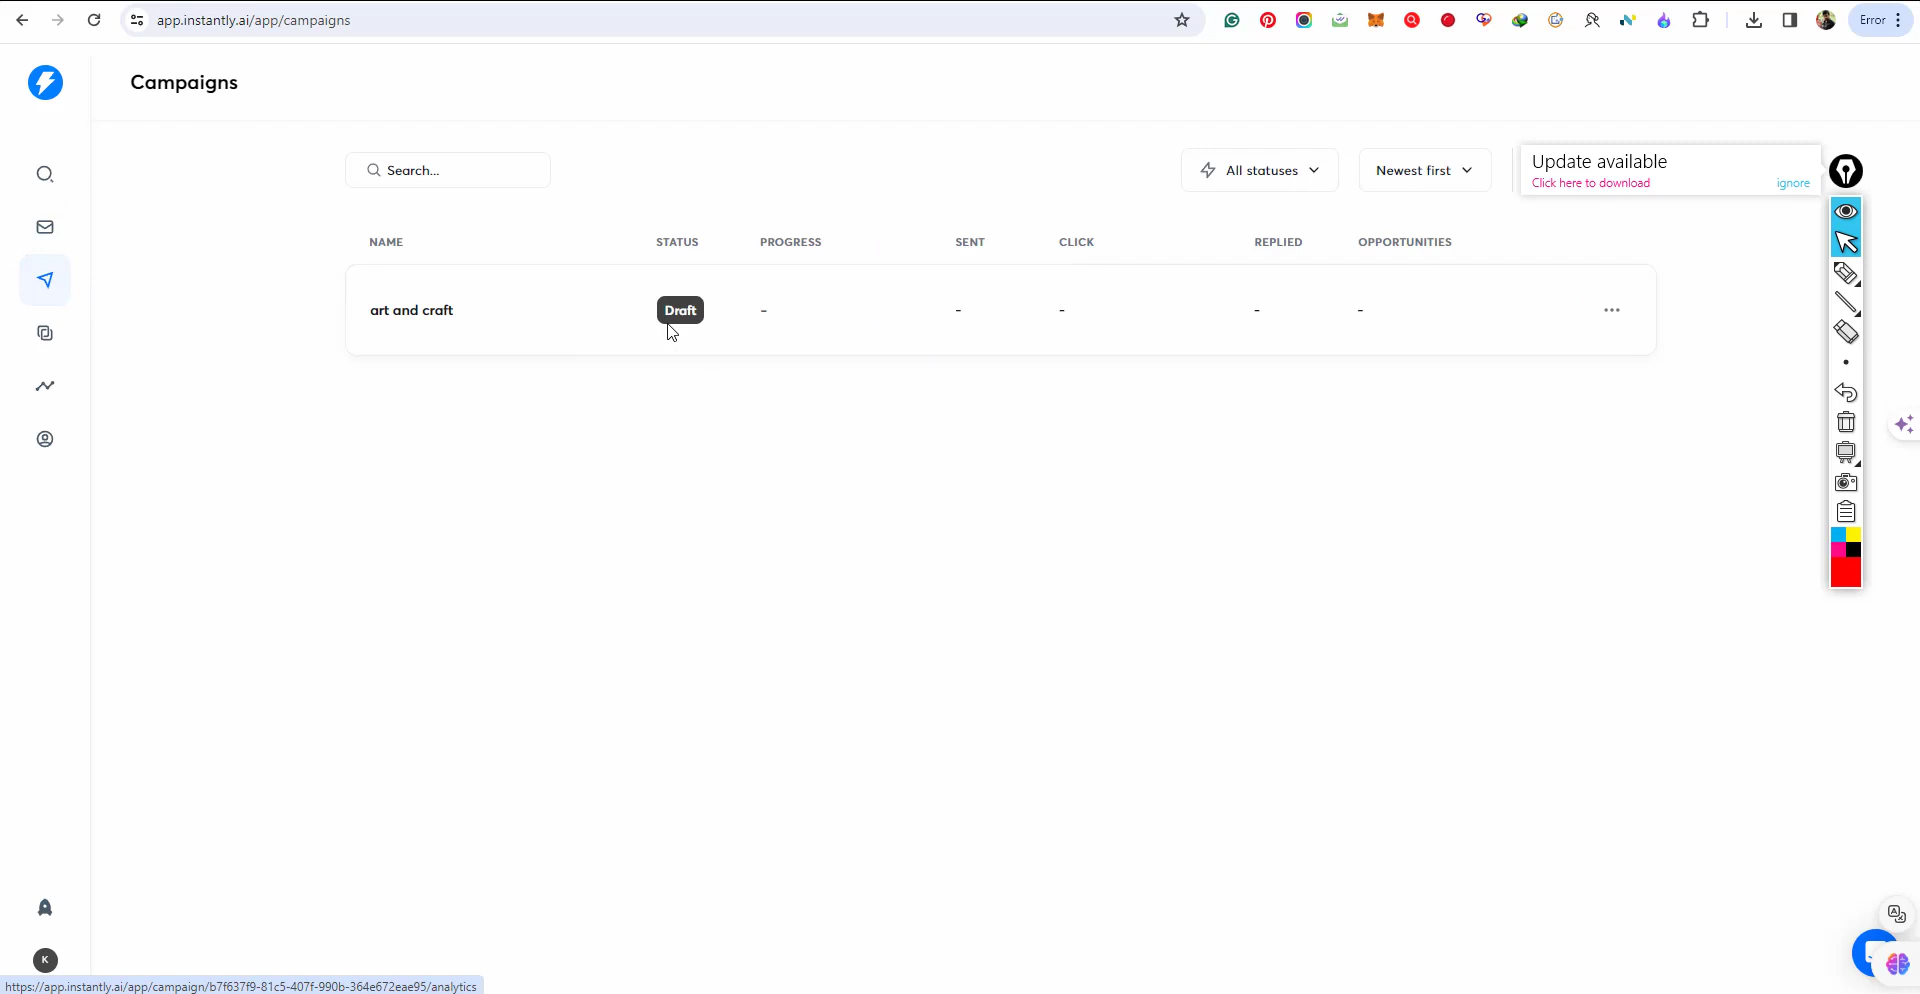 app.instantly.ai/app/campaigns
Error
Campaigns
Search...
All statuses
Newest first
Update available
Click here to download
ignore
NAME
STATUS
PROGRESS
SENT
CLICK
REPLIED
OPPORTUNITIES
art and craft
Draft
-
-
-
-
-
K
https://app.instantly.ai/app/campaign/b7f637f9-81c5-407f-990b-364e672eae95/analytics